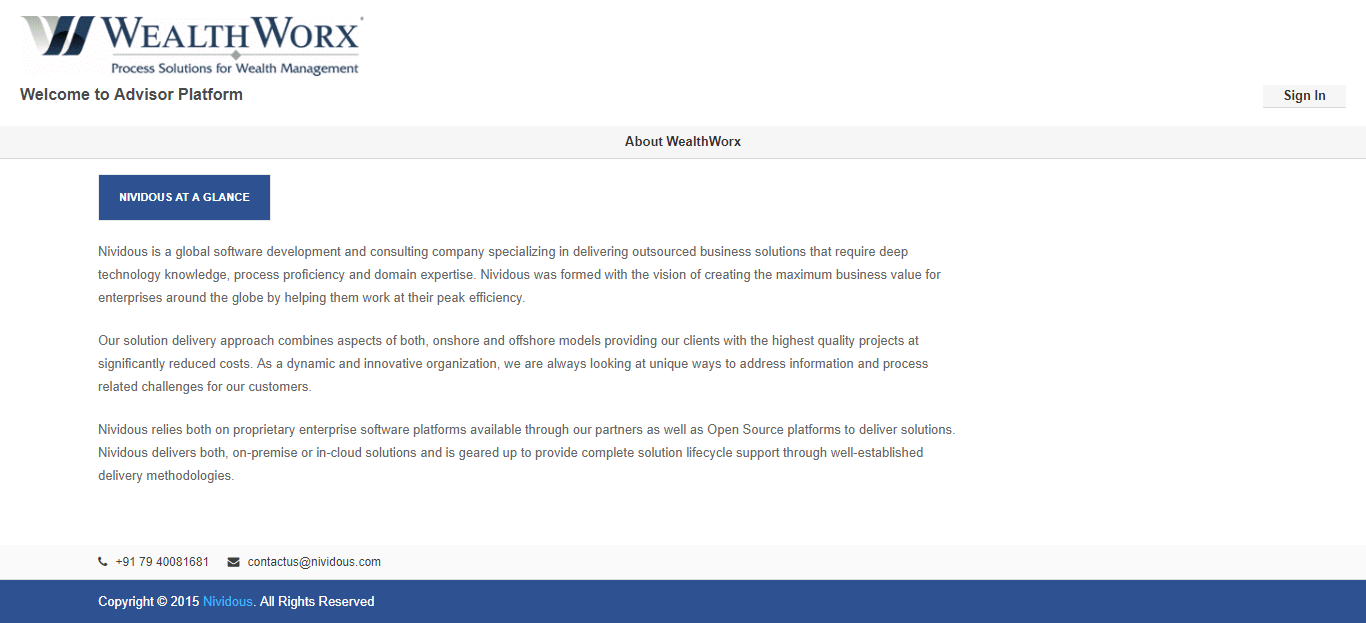 WEALTHWORX
Process Solutions for Wealth Management
Welcome to Advisor Platform
Sign In
About WealthWorx
NIVIDOUS AT A GLANCE
Nividous is a global software development and consulting company specializing in delivering outsourced business solutions that require deep
technology knowledge, process proficiency and domain expertise. Nividous was formed with the vision of creating the maximum business value for
enterprises around the globe by helping them work at their peak efficiency.
Our solution delivery approach combines aspects of both, onshore and offshore models providing our clients with the highest quality projects at
significantly reduced costs. As a dynamic and innovative organization, we are always looking at unique ways to address information and process
related challenges for our customers.
Nividous relies both on proprietary enterprise software platforms available through our partners as well as Open Source platforms to deliver solutions.
Nividous delivers both, on-premise or in-cloud solutions and is geared up to provide complete solution lifecycle support through well-established
delivery methodologies.
+91 79 40081681 contactus@nividous.com
Copyright © 2015 Nividous. All Rights Reserved